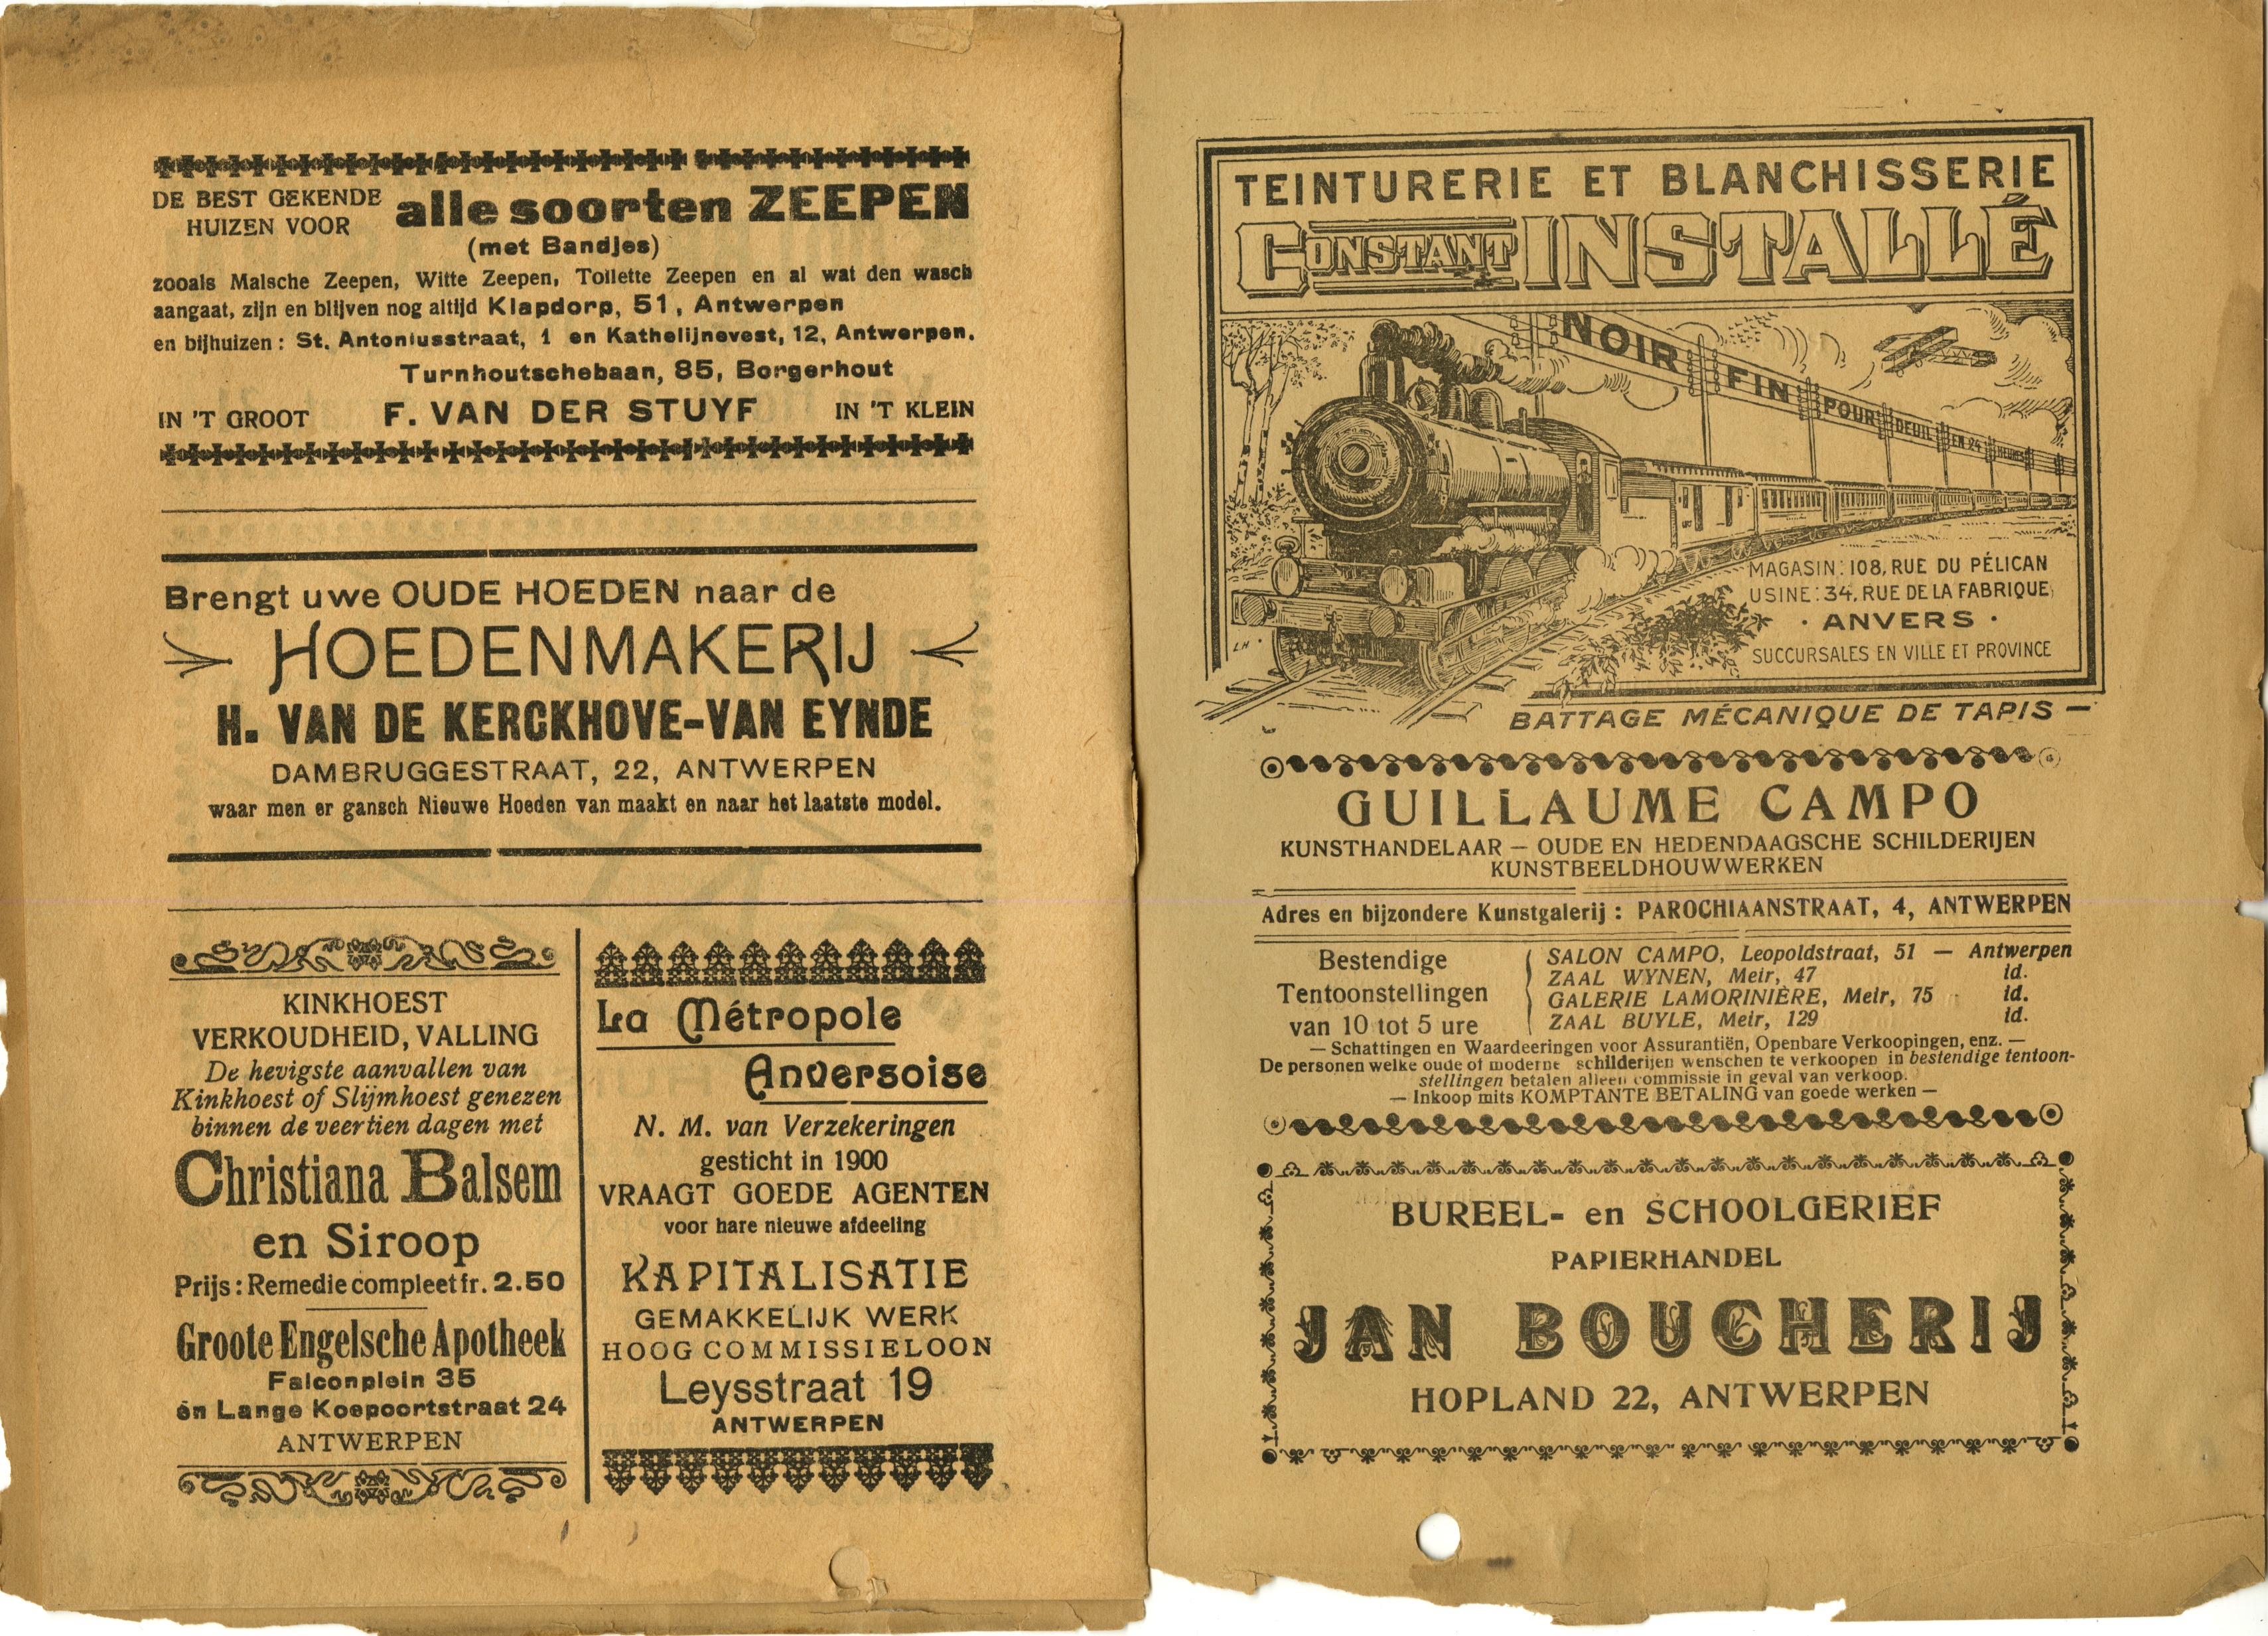 DE BEST GEKENDE
HUIZEN VOOR
alle soorten ZEEPEN
(met Bandjes)
zooals Malsche Zeepen, Witte Zeepen, Toilette Zeepen en al wat den wasch
aangaat, zijn en blijven nog altijd Klapdorp, 51, Antwerpen
en bijhuizen : St. Antoniusstraat, 1 en Kathelijnevest, 12, Antwerpen.
Turnhoutschebaan, 85, Borgerhout
IN 'T GROOT F. VAN DER STUYF IN 'T KLEIN
Brengt uwe OUDE HOEDEN naar de
HOEDENMAKERIJ
H. VAN DE KERCKHOVE-VAN EYNDE
DAMBRUGGESTRAAT, 22, ANTWERPEN
waar men er gansch Nieuwe Hoeden van maakt en naar het laatste model.
KINKHOEST
VERKOUDHEID, VALLING
De hevigste aanvallen van
Kinkhoest of Slijmhoest genezen
binnen de veertien dagen met
Christiana Balsem
en Siroop
Prijs : Remedie compleet fr. 2.50
Groote Engelsche Apotheek
Falconplein 35
én Lange Koepoortstraat 24
ANTWERPEN
La Métropole
Anversoise
N. M. van Verzekeringen
gesticht in 1900
VRAAGT GOEDE AGENTEN
voor hare nieuwe afdeeling
KAPITALISATIE
GEMAKKELIJK WERK
HOOG COMMISSIELOON
Leysstraat 19
ANTWERPEN
TEINTURERIE ET BLANCHISSERIE
CONSTANT INSTALLÉ
NOIR FIN POUR DEUIL EN 24 HEURES
MAGASIN : 108, RUE DU PÉLICAN
USINE : 34, RUE DE LA FABRIQUE
· ANVERS ·
SUCCURSALES EN VILLE ET PROVINCE
LH
BATTAGE MÉCANIQUE DE TAPIS —
GUILLAUME CAMPO
KUNSTHANDELAAR — OUDE EN HEDENDAAGSCHE SCHILDERIJEN
KUNSTBEELDHOUWWERKEN
Adres en bijzondere Kunstgalerij : PAROCHIAANSTRAAT, 4, ANTWERPEN
Bestendige
Tentoonstellingen
van 10 tot 5 ure
SALON CAMPO, Leopoldstraat, 51 — Antwerpen
ZAAL WYNEN, Meir, 47 id.
GALERIE LAMORINIÈRE, Meir, 75 id.
ZAAL BUYLE, Meir, 129 id.
— Schattingen en Waardeeringen voor Assurantiën, Openbare Verkoopingen, enz. —
De personen welke oude of moderne schilderijen wenschen te verkoopen in bestendige tentoon-
stellingen betalen alleen commissie in geval van verkoop.
— Inkoop mits KOMPTANTE BETALING van goede werken —
BUREEL- en SCHOOLGERIEF
PAPIERHANDEL
JAN BOUCHERIJ
HOPLAND 22, ANTWERPEN